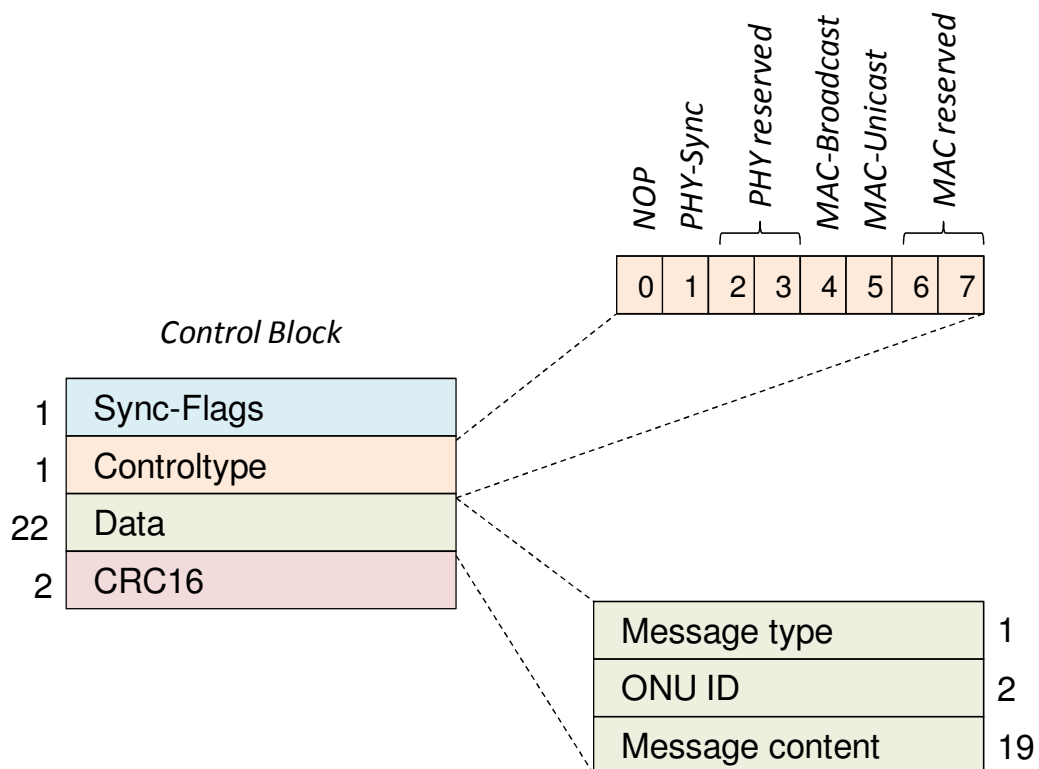 NOP
PHY-Sync
PHY reserved
MAC-Broadcast
MAC-Unicast
MAC reserved
0 1 2 3 4 5 6 7
Control Block
1 Sync-Flags
1 Controltype
22 Data
2 CRC16
Message type 1
ONU ID 2
Message content 19